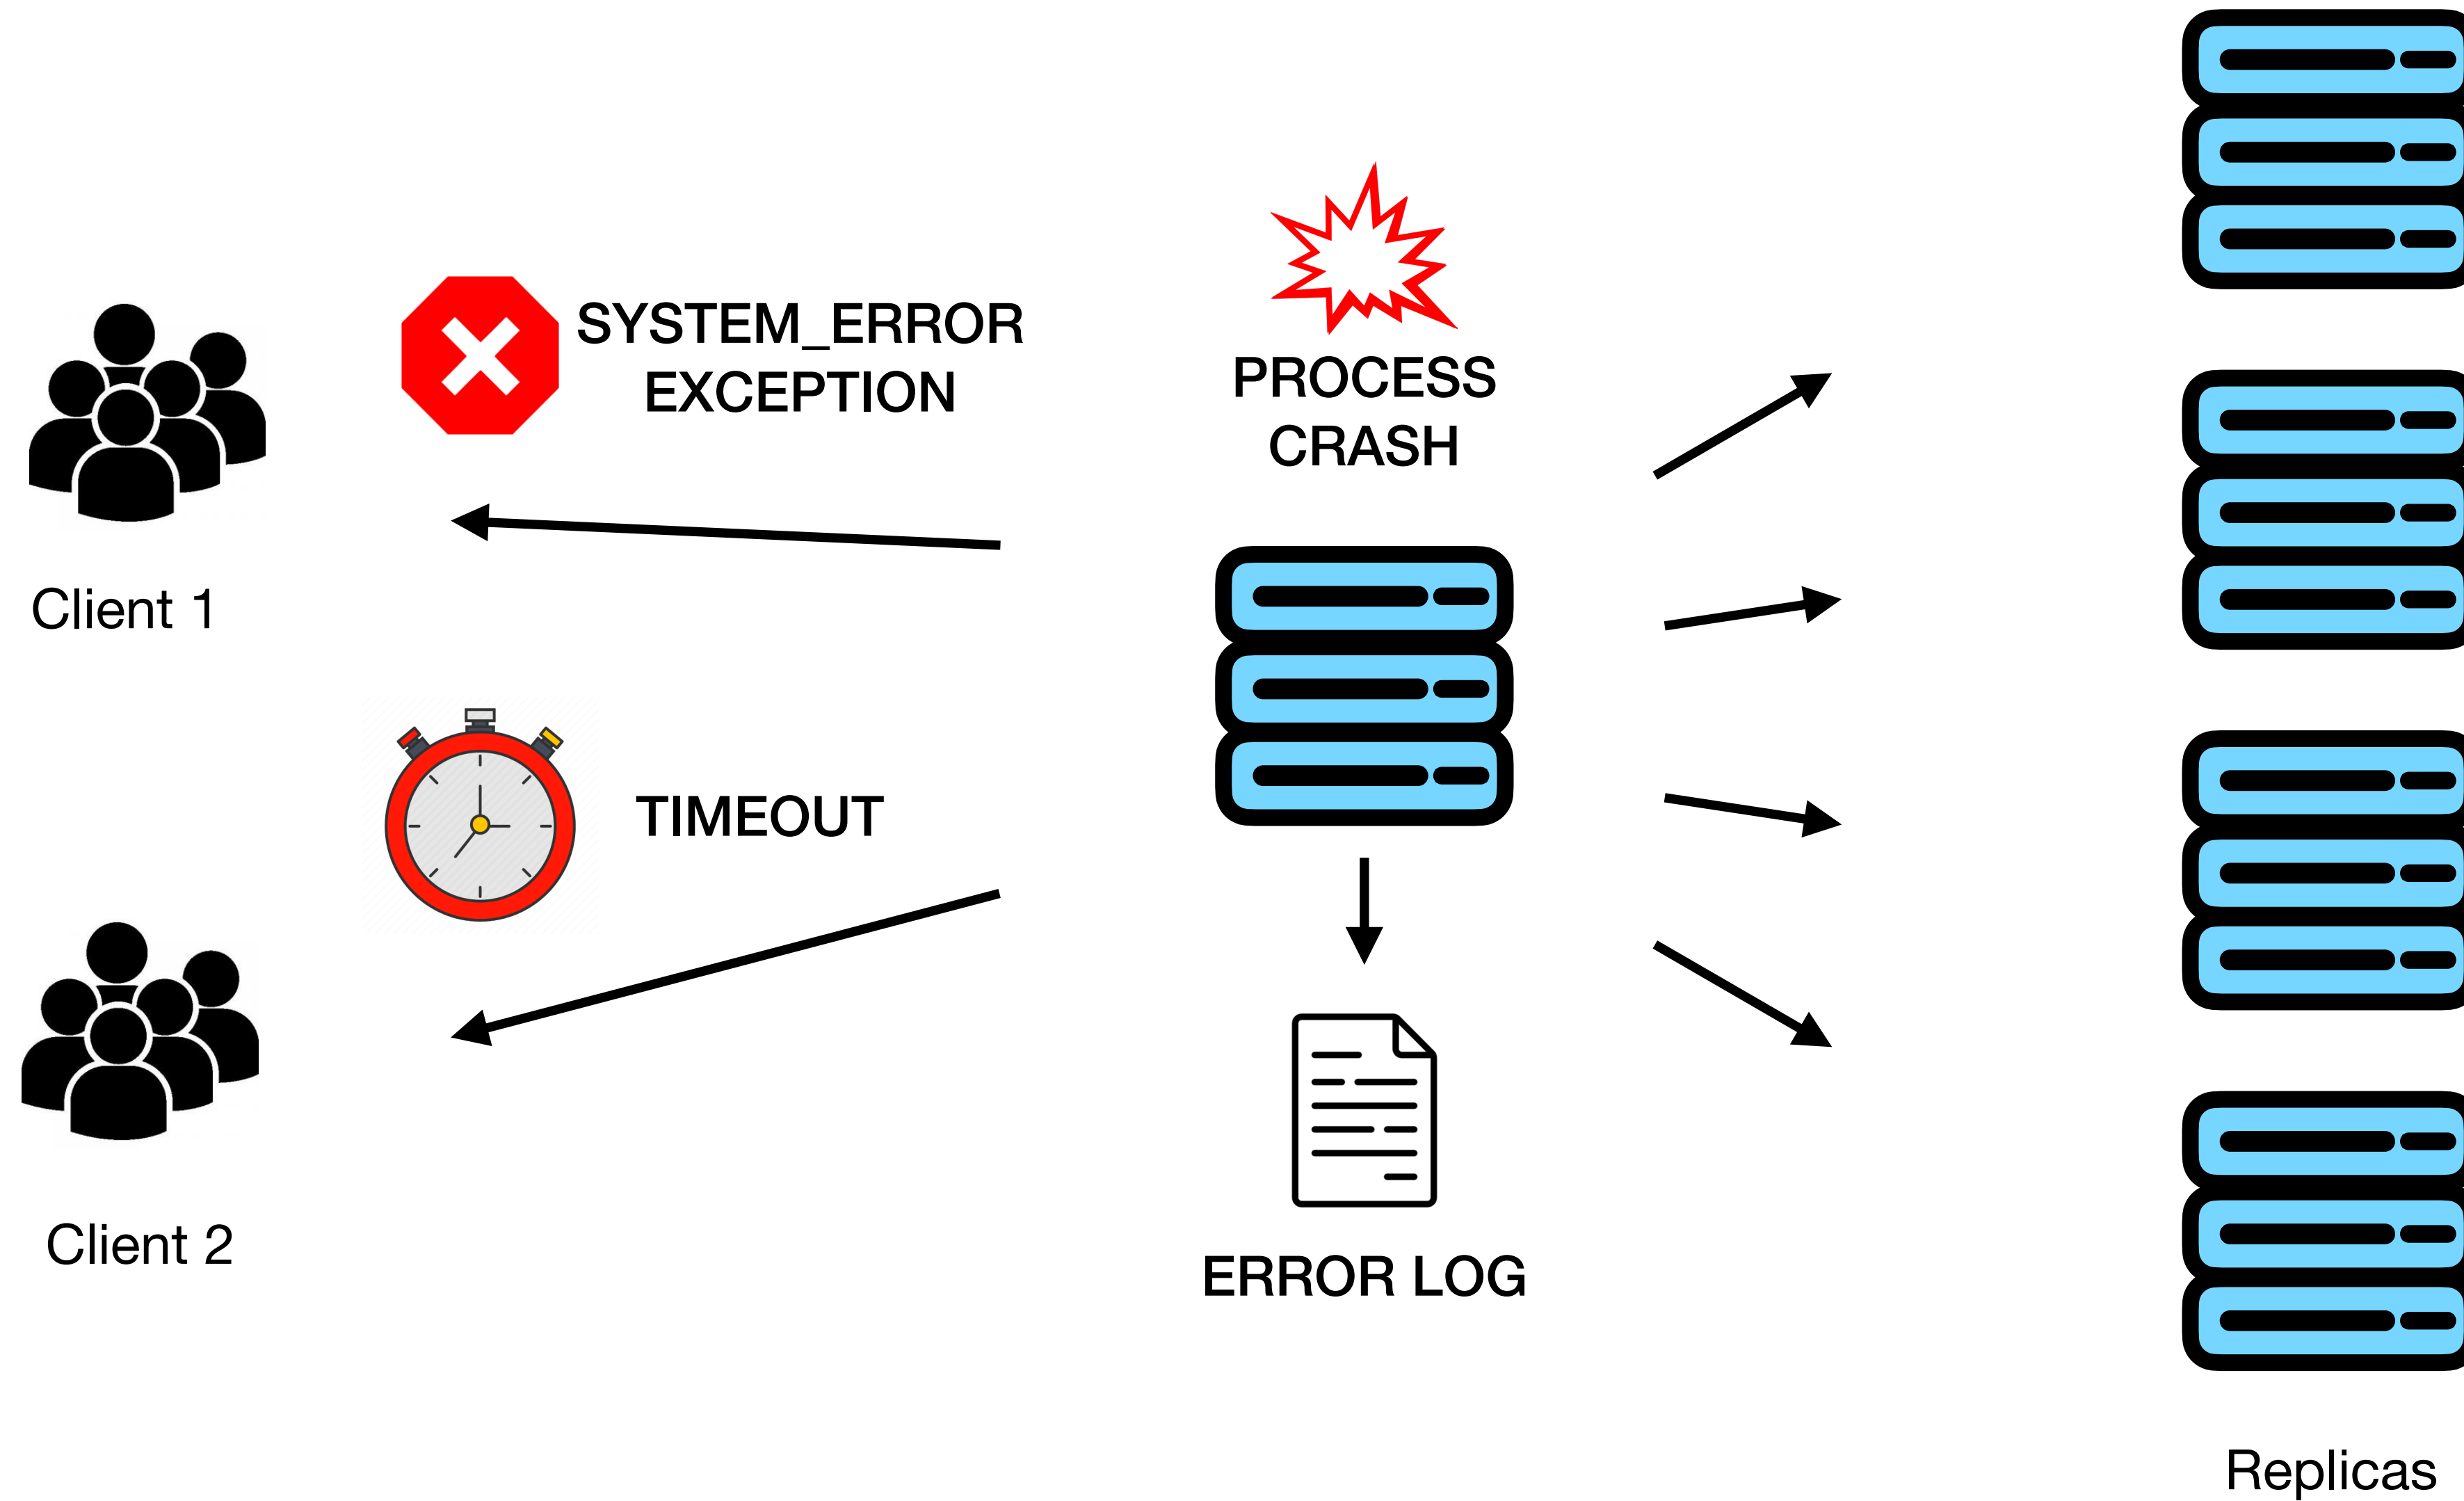 SYSTEM_ERROR
EXCEPTION
PROCESS
CRASH
Client 1
TIMEOUT
Client 2
ERROR LOG
Replicas